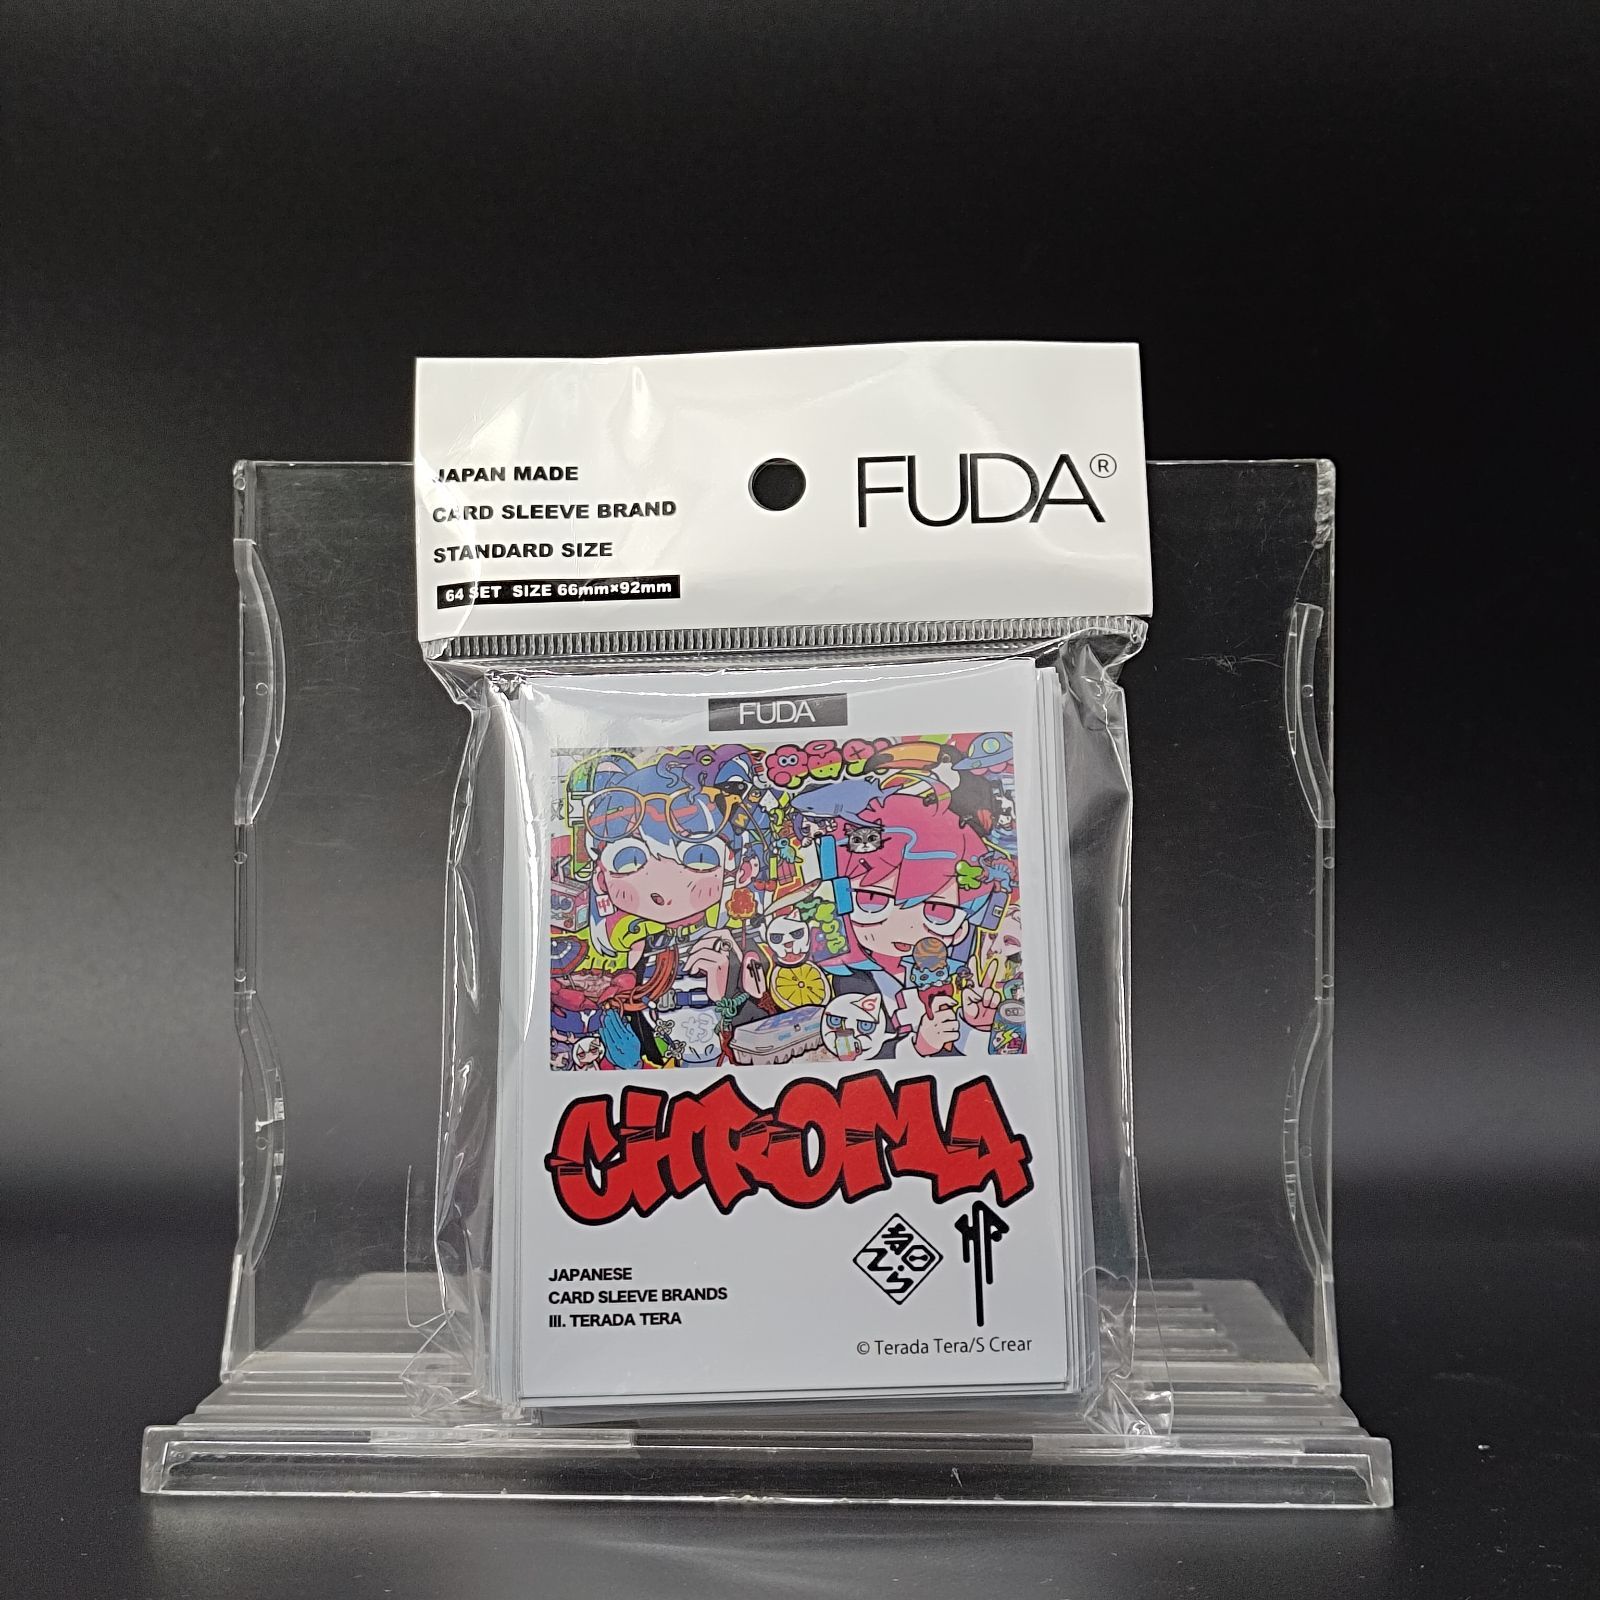 JAPAN MADE
CARD SLEEVE BRAND
STANDARD SIZE
64 SET SIZE 66mm×92mm
FUDA®
FUDA
CHROMA
JAPANESE
CARD SLEEVE BRANDS
III. TERADA TERA
© Terada Tera/S Crear